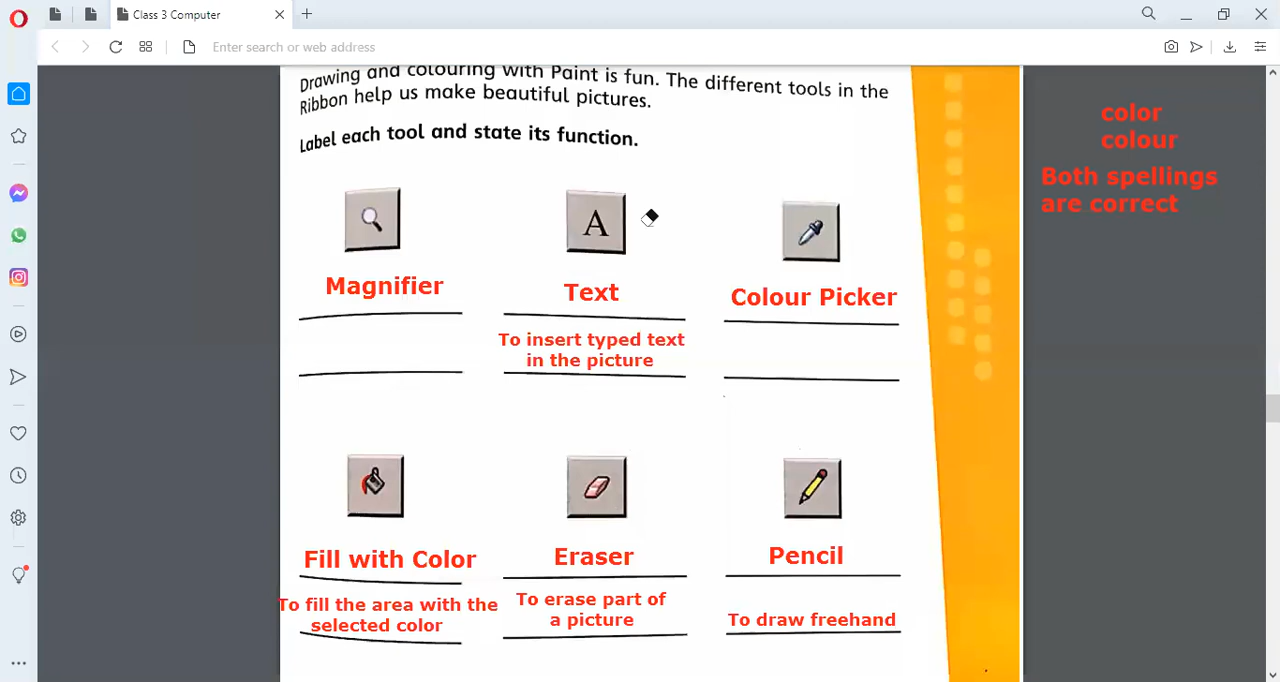 Class 3 Computer
Enter search or web address
Drawing and colouring with Paint is fun. The different tools in the
Ribbon help us make beautiful pictures.
Label each tool and state its function.
color
colour
Both spellings
are correct
A
Magnifier
Text
Colour Picker
To insert typed text
in the picture
Fill with Color
Eraser
Pencil
To fill the area with the
selected color
To erase part of
a picture
To draw freehand